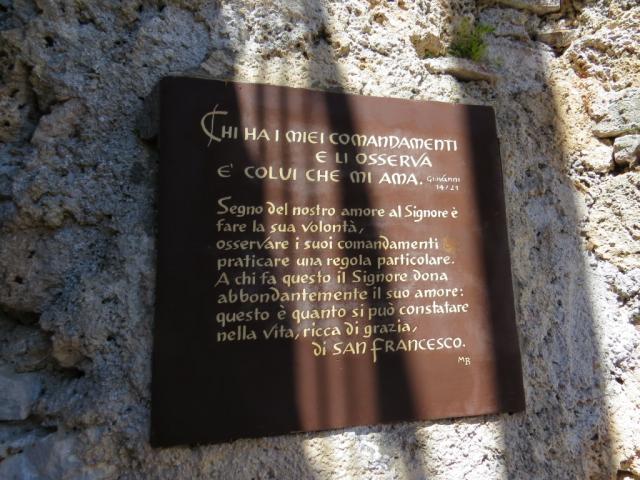 CHI HA I MIEI COMANDAMENTI
E LI OSSERVA
E' COLUI CHE MI AMA. Giovanni 14/21
Segno del nostro amore al Signore è
fare la sua volontà,
osservare i suoi comandamenti
praticare una regola particolare.
A chi fa questo il Signore dona
abbondantemente il suo amore:
questo è quanto si può constatare
nella vita, ricca di grazia,
di SAN FRANCESCO.
MB